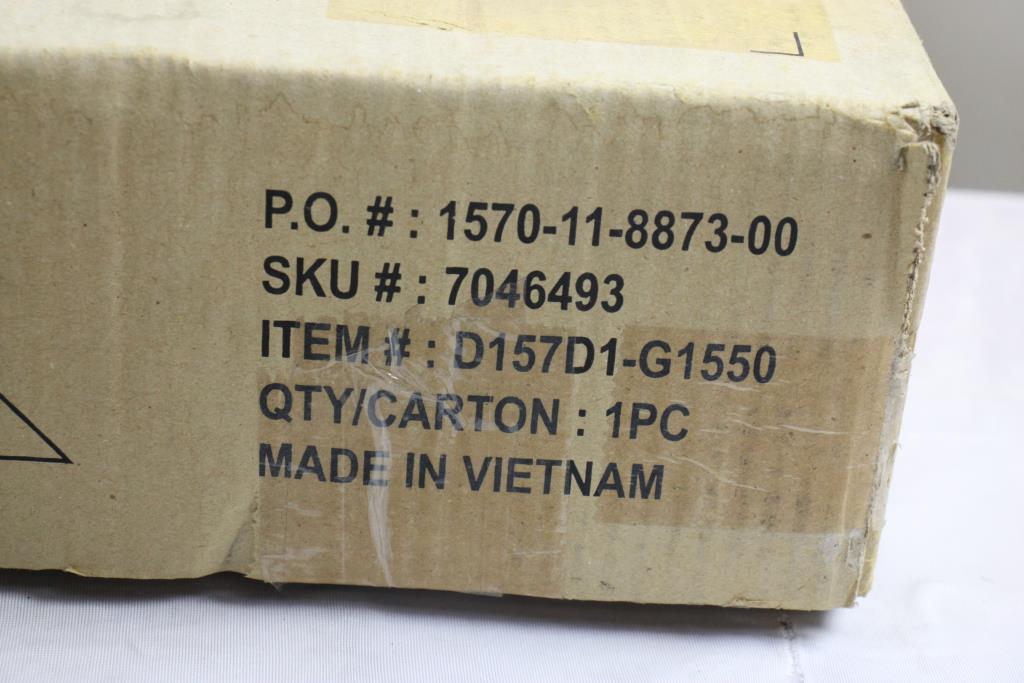 P.O. # : 1570-11-8873-00
SKU # : 7046493
ITEM # : D157D1-G1550
QTY/CARTON : 1PC
MADE IN VIETNAM